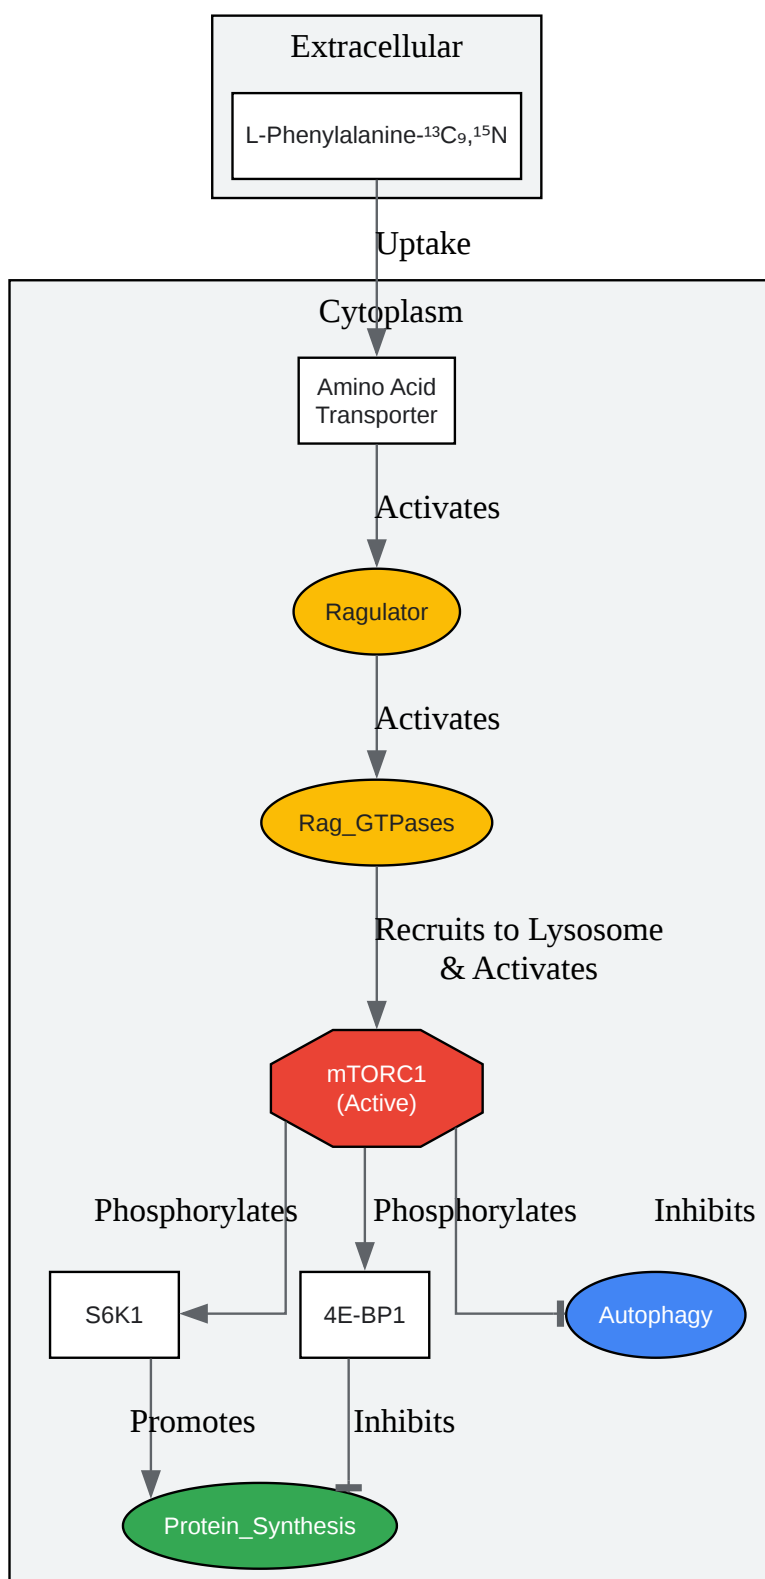 Extracellular
L-Phenylalanine-¹³C₉,¹⁵N
Uptake
Cytoplasm
Amino Acid
Transporter
Activates
Ragulator
Activates
Rag_GTPases
Recruits to Lysosome
& Activates
mTORC1
(Active)
Phosphorylates
Phosphorylates
Inhibits
S6K1
4E-BP1
Autophagy
Promotes
Inhibits
Protein_Synthesis